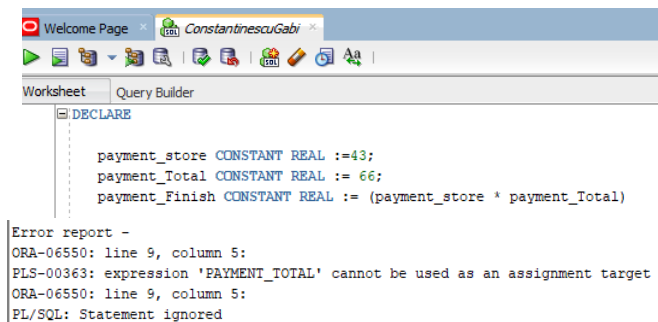 Welcome Page ConstantinescuGabi
Worksheet Query Builder
DECLARE
payment_store CONSTANT REAL :=43;
payment_Total CONSTANT REAL := 66;
payment_Finish CONSTANT REAL := (payment_store * payment_Total)
Error report -
ORA-06550: line 9, column 5:
PLS-00363: expression 'PAYMENT_TOTAL' cannot be used as an assignment target
ORA-06550: line 9, column 5:
PL/SQL: Statement ignored